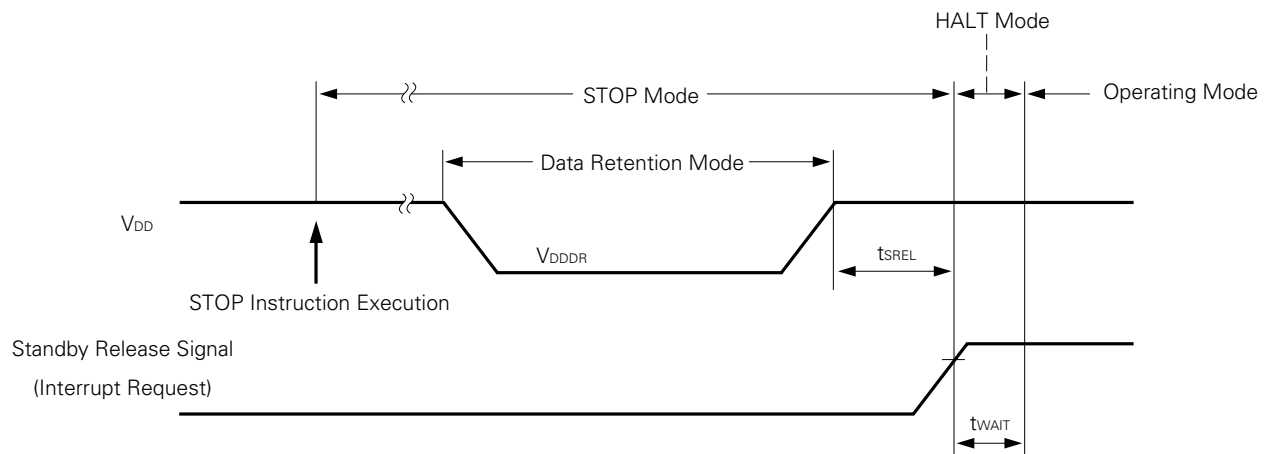 HALT Mode
STOP Mode
Operating Mode
Data Retention Mode
VDD
VDDDR
tSREL
STOP Instruction Execution
Standby Release Signal
(Interrupt Request)
tWAIT